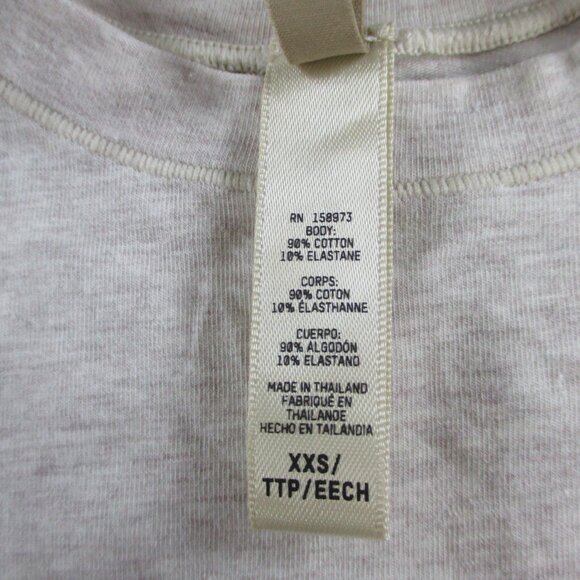 RN 158973
BODY:
90% COTTON
10% ELASTANE
CORPS:
90% COTON
10% ÉLASTHANNE
CUERPO:
90% ALGODÓN
10% ELASTANO
MADE IN THAILAND
FABRIQUÉ EN
THAILANDE
HECHO EN TAILANDIA
XXS/
TTP/EECH